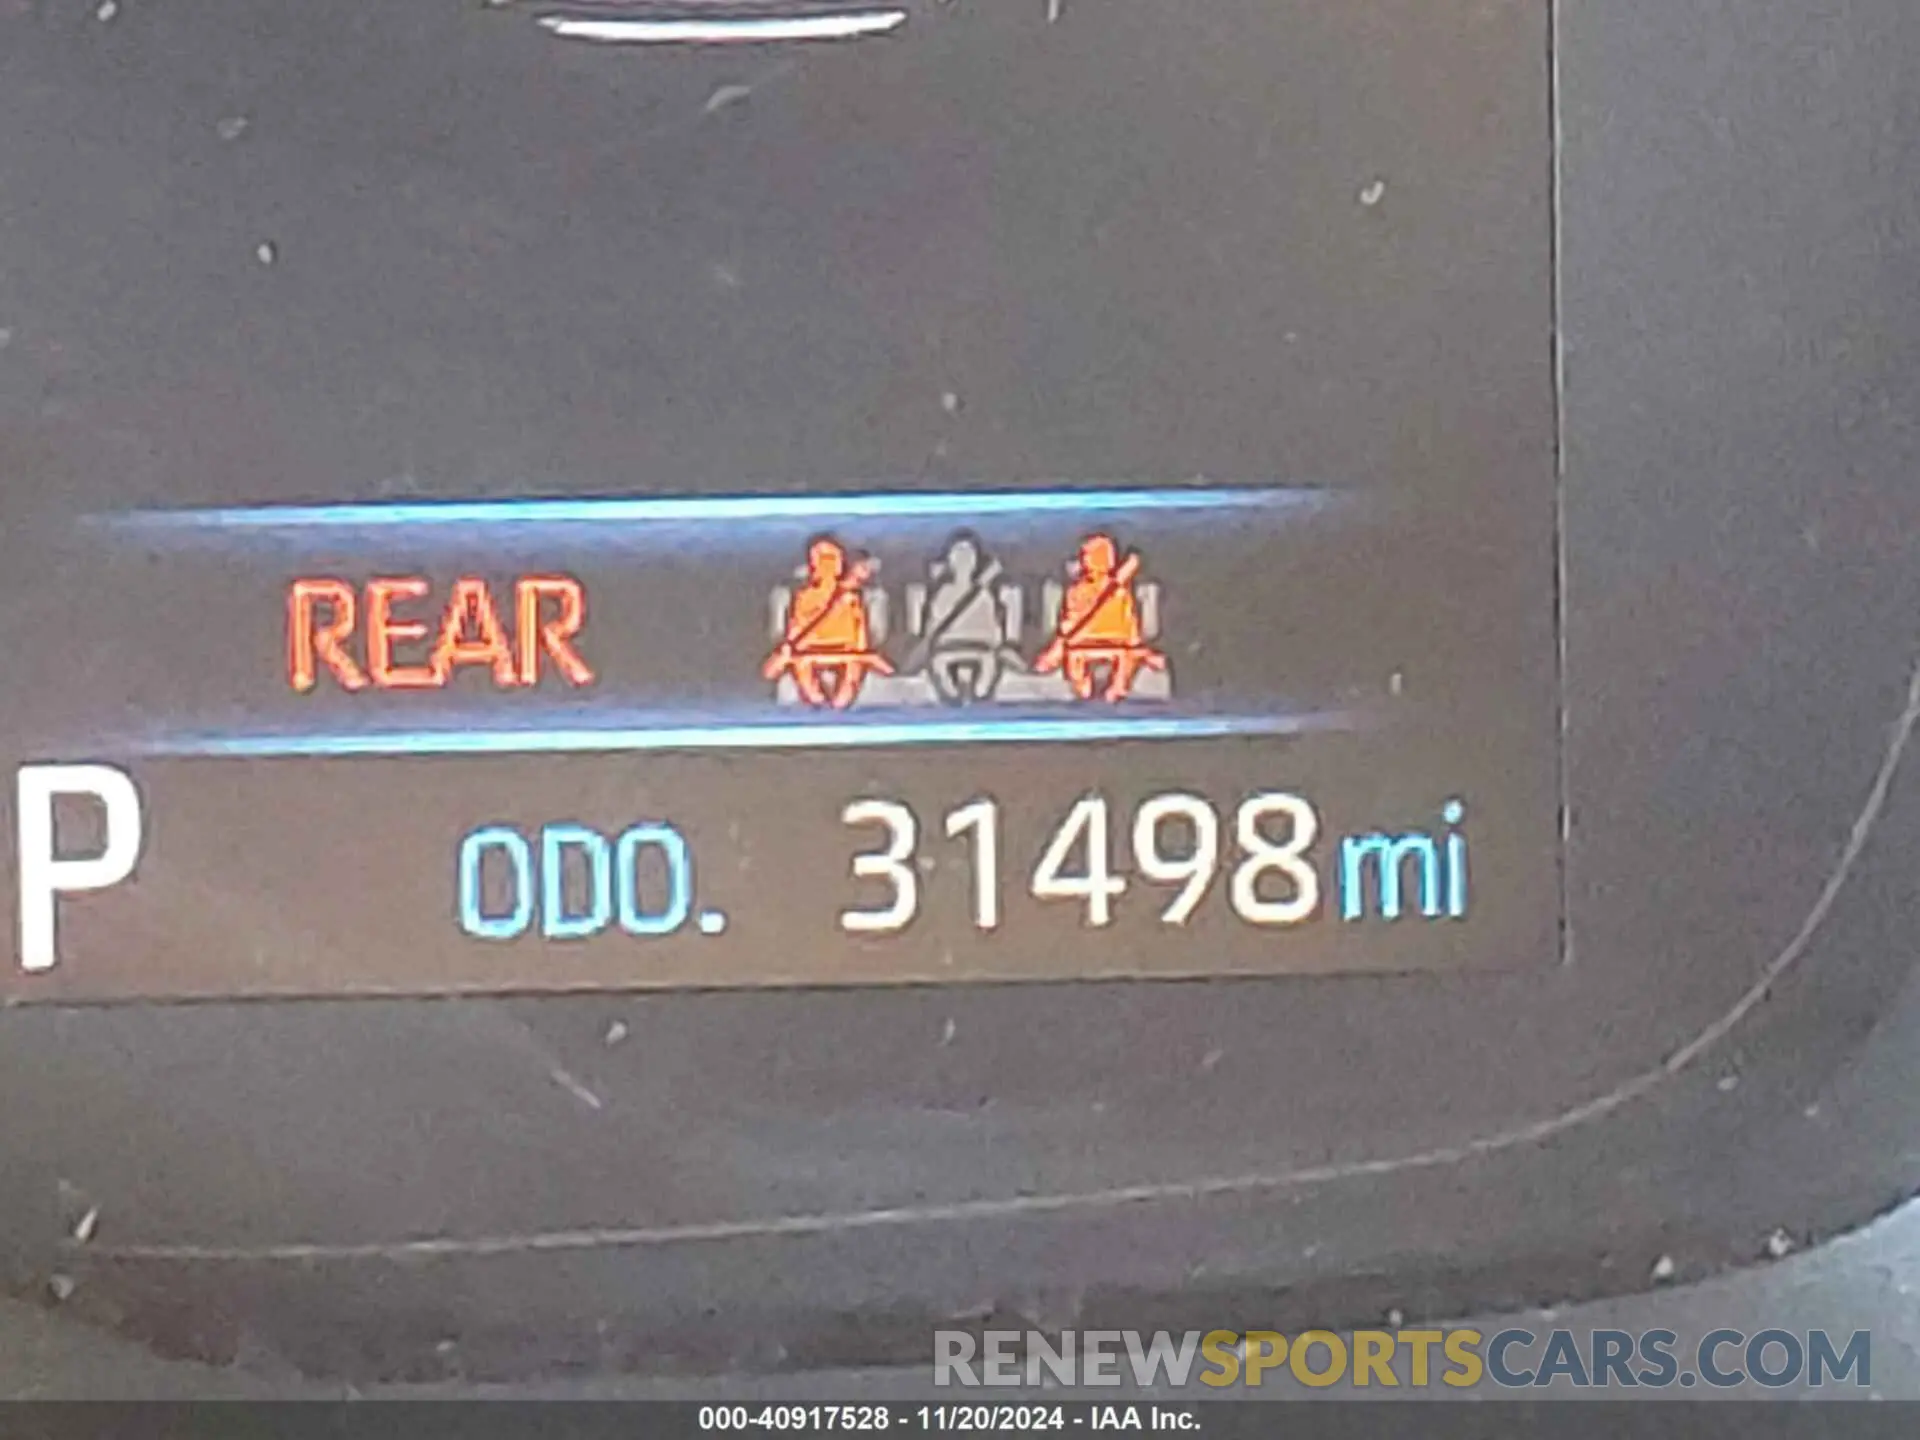 REAR
P ODO. 31498 mi
RENEWSPORTSCARS.COM
000-40917528 - 11/20/2024 - IAA Inc.